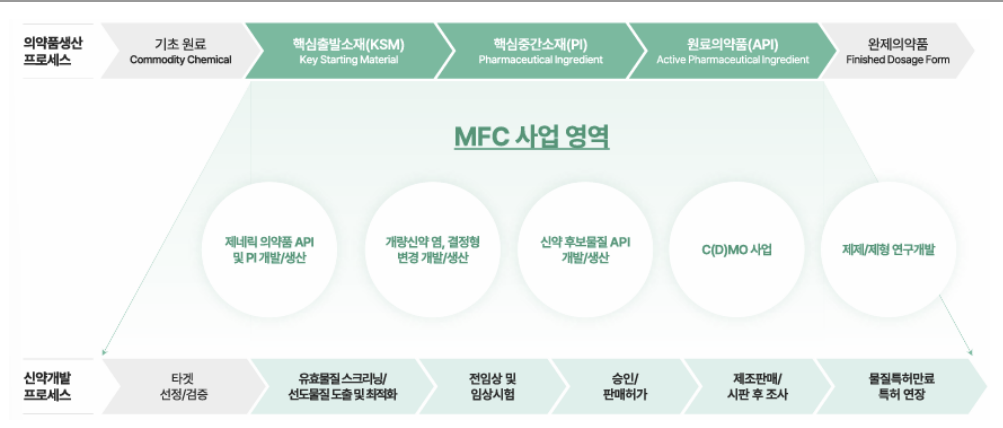 의약품생산
프로세스
기초 원료
Commodity Chemical
핵심출발소재(KSM)
Key Starting Material
핵심중간소재(PI)
Pharmaceutical Ingredient
원료의약품(API)
Active Pharmaceutical Ingredient
완제의약품
Finished Dosage Form
MFC 사업 영역
제네릭 의약품 API
및 PI 개발/생산
개량신약 염, 결정형
변경 개발/생산
신약 후보물질 API
개발/생산
C(D)MO 사업
제제/제형 연구개발
신약개발
프로세스
타겟
선정/검증
유효물질 스크리닝/
선도물질 도출 및 최적화
전임상 및
임상시험
승인/
판매허가
제조판매/
시판 후 조사
물질특허만료
특허 연장